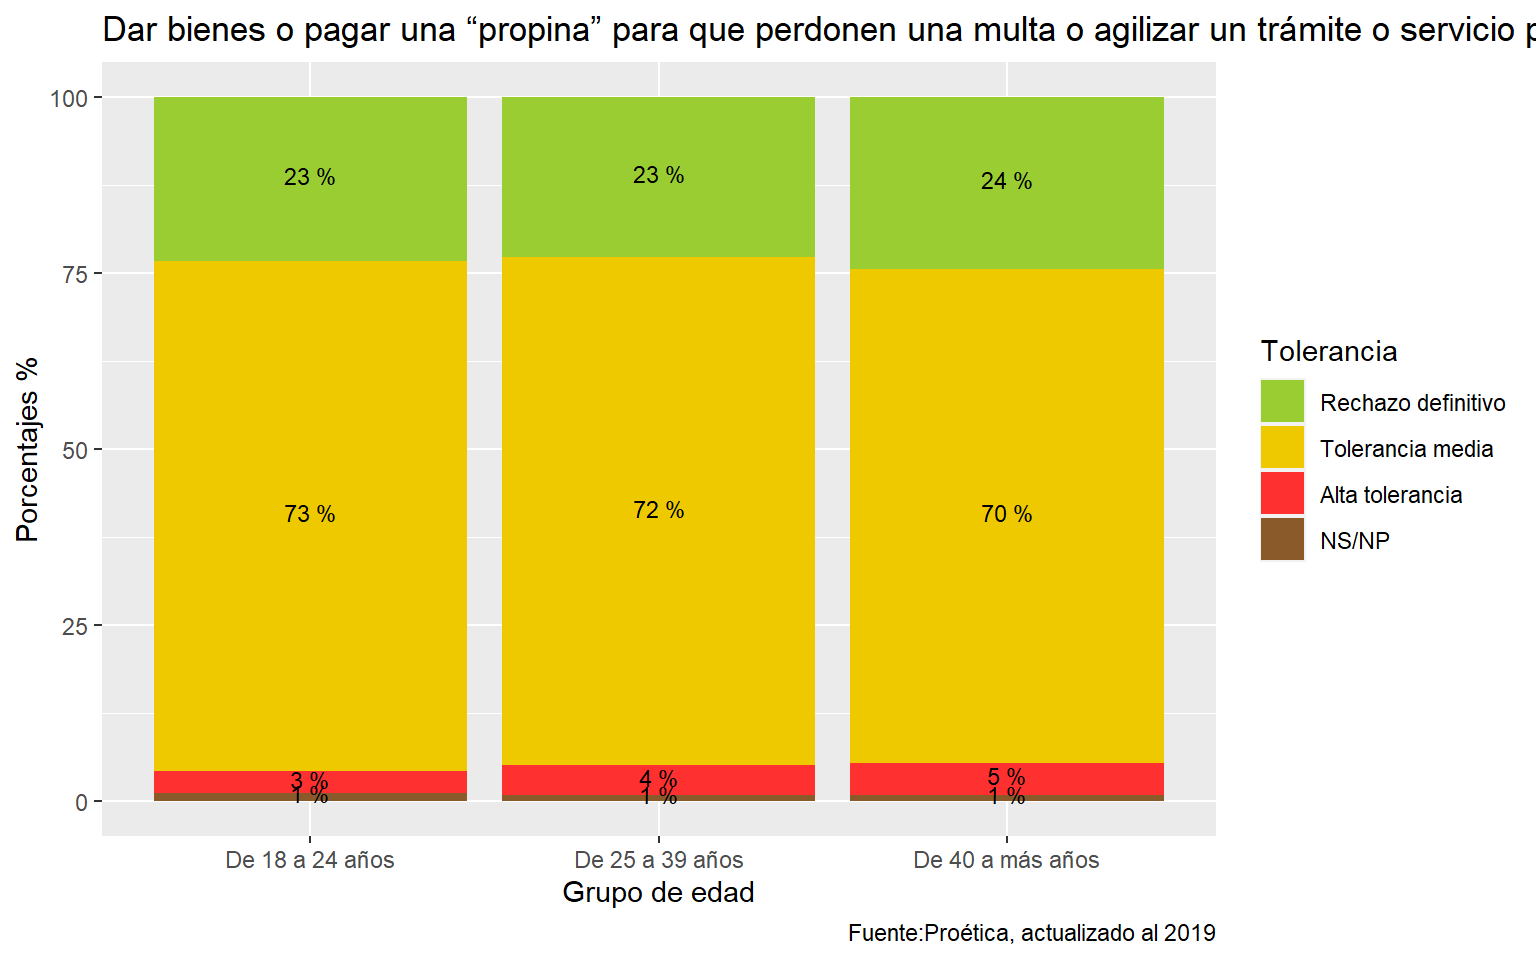 Dar bienes o pagar una “propina” para que perdonen una multa o agilizar un trámite o servicio
Porcentajes %
100
75
50
25
0
23 %
23 %
24 %
73 %
72 %
70 %
3 %
4 %
5 %
1 %
1 %
1 %
De 18 a 24 años
De 25 a 39 años
De 40 a más años
Grupo de edad
Tolerancia
Rechazo definitivo
Tolerancia media
Alta tolerancia
NS/NP
Fuente:Proética, actualizado al 2019